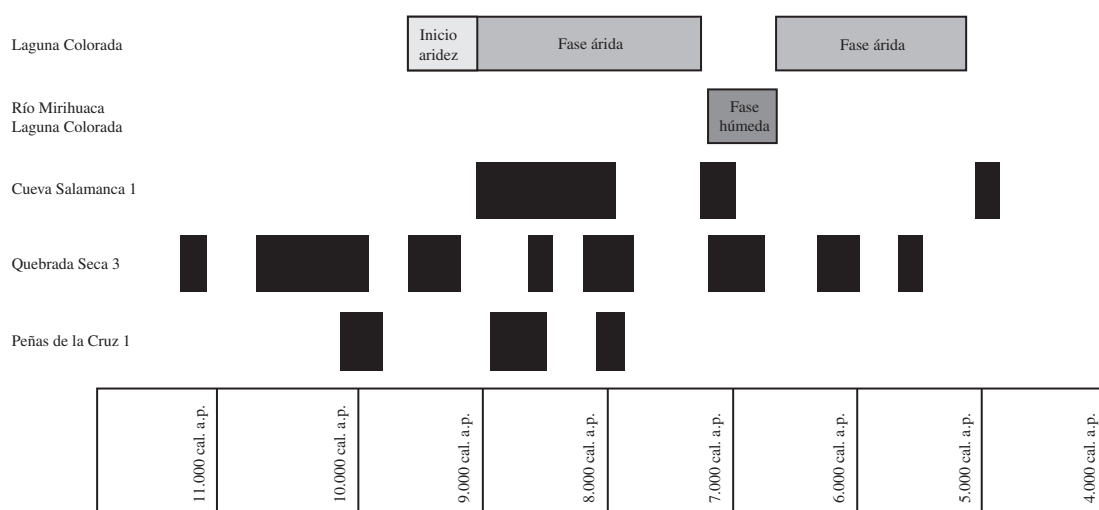 Laguna Colorada
Inicio
aridez
Fase árida
Fase árida
Río Mirihuaca
Laguna Colorada
Fase
húmeda
Cueva Salamanca 1
Quebrada Seca 3
Peñas de la Cruz 1
11.000 cal. a.p.
10.000 cal. a.p.
9.000 cal. a.p.
8.000 cal. a.p.
7.000 cal. a.p.
6.000 cal. a.p.
5.000 cal. a.p.
4.000 cal. a.p.